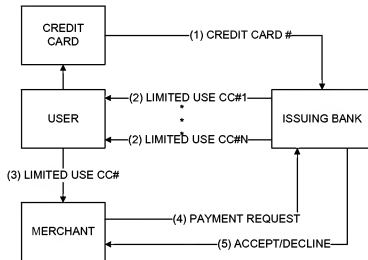 CREDIT
CARD
(1) CREDIT CARD #
(2) LIMITED USE CC#1
*
*
*
USER
ISSUING BANK
(2) LIMITED USE CC#N
(3) LIMITED USE CC#
(4) PAYMENT REQUEST
MERCHANT
(5) ACCEPT/DECLINE